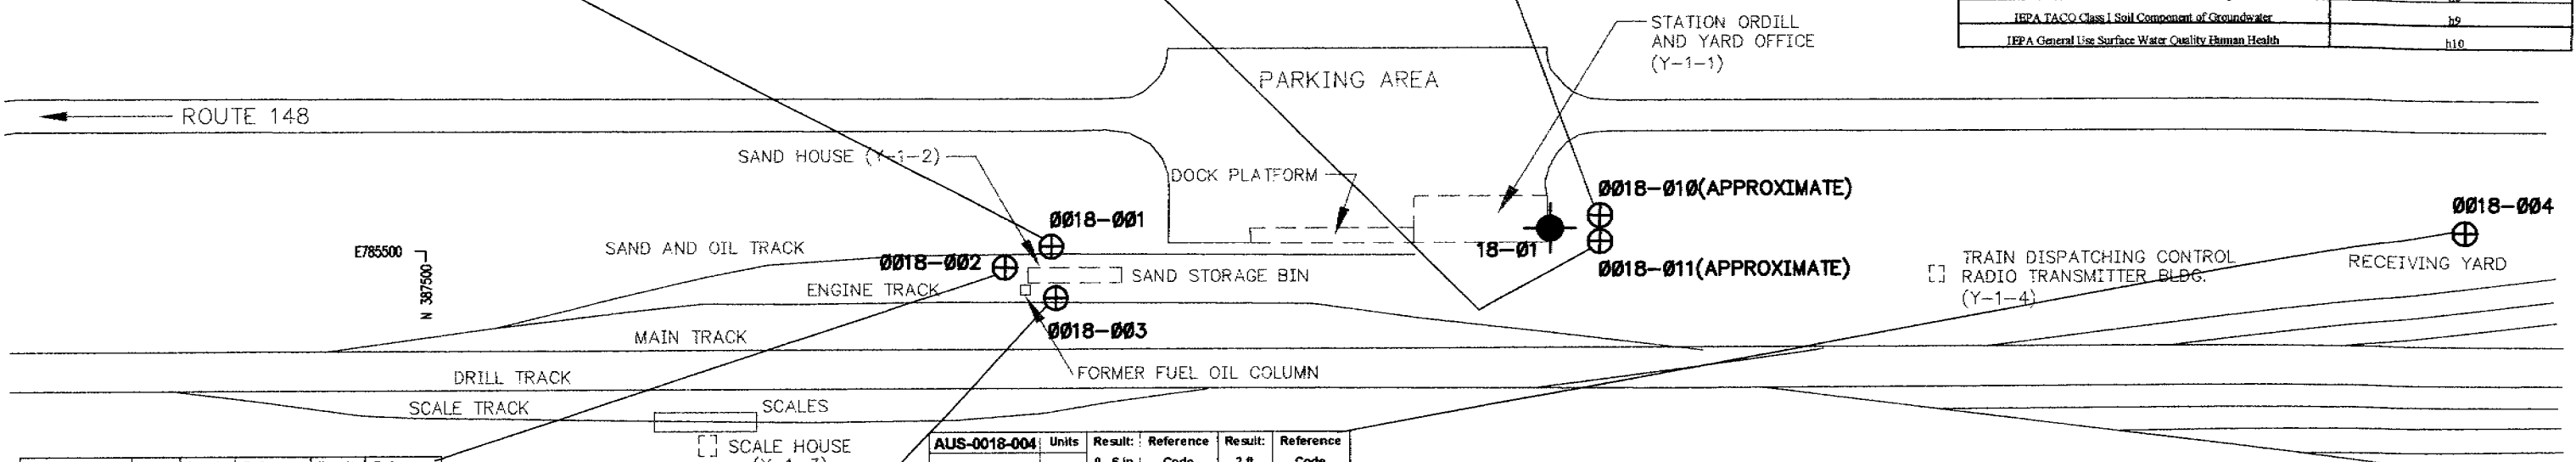 STATION ORDILL
AND YARD OFFICE
(Y-1-1)
IEPA TACO Class I Soil Component of Groundwater
h9
IEPA General Use Surface Water Quality Human Health
h10
PARKING AREA
ROUTE 148
SAND HOUSE (Y-1-2)
DOCK PLATFORM
0018-010(APPROXIMATE)
0018-001
0018-004
E785500
N 387500
SAND AND OIL TRACK
0018-002
18-01
0018-011(APPROXIMATE)
SAND STORAGE BIN
TRAIN DISPATCHING CONTROL
RADIO TRANSMITTER BLDG.
(Y-1-4)
RECEIVING YARD
ENGINE TRACK
0018-003
MAIN TRACK
FORMER FUEL OIL COLUMN
DRILL TRACK
SCALE TRACK
SCALES
SCALE HOUSE
AUS-0018-004 Units Result: Reference Result: Reference